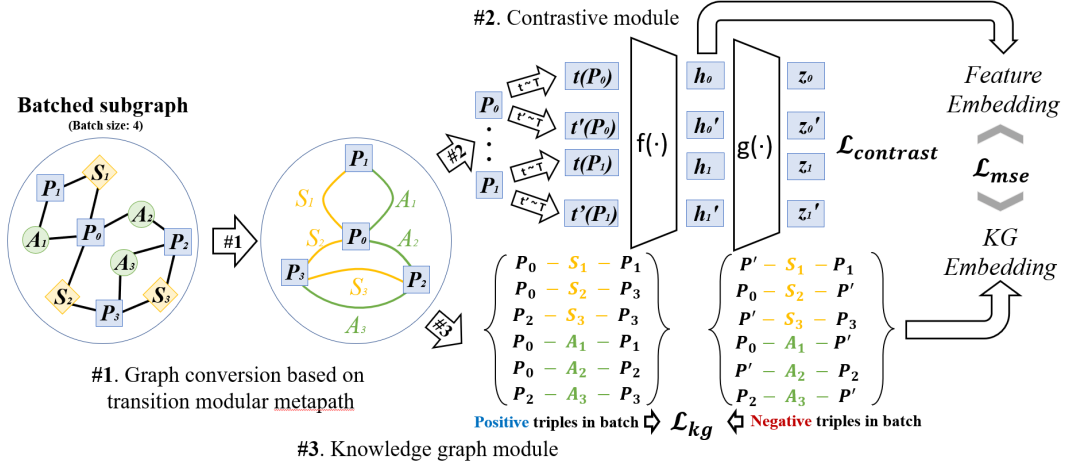 #2. Contrastive module
Batched subgraph
(Batch size: 4)
P₁
S₁
A₁
P₀
A₂
A₃
P₂
S₂
P₃
S₃
#1
P₁
S₁
A₁
P₀
S₂
A₂
P₃
P₂
S₃
A₃
#2
#3
P₀
P₁
t~T
t'~T
t~T
t'~T
t(P₀)
t'(P₀)
t(P₁)
t'(P₁)
f(·)
h₀
h₀'
h₁
h₁'
g(·)
z₀
z₀'
z₁
z₁'
ℒcontrast
Feature
Embedding
ℒmse
KG
Embedding
P₀ − S₁ − P₁
P₀ − S₂ − P₃
P₂ − S₃ − P₃
P₀ − A₁ − P₁
P₀ − A₂ − P₂
P₂ − A₃ − P₃
P' − S₁ − P₁
P₀ − S₂ − P'
P' − S₃ − P₃
P₀ − A₁ − P'
P' − A₂ − P₂
P₂ − A₃ − P'
Positive triples in batch
ℒkg
Negative triples in batch
#1. Graph conversion based on
transition modular metapath
#3. Knowledge graph module